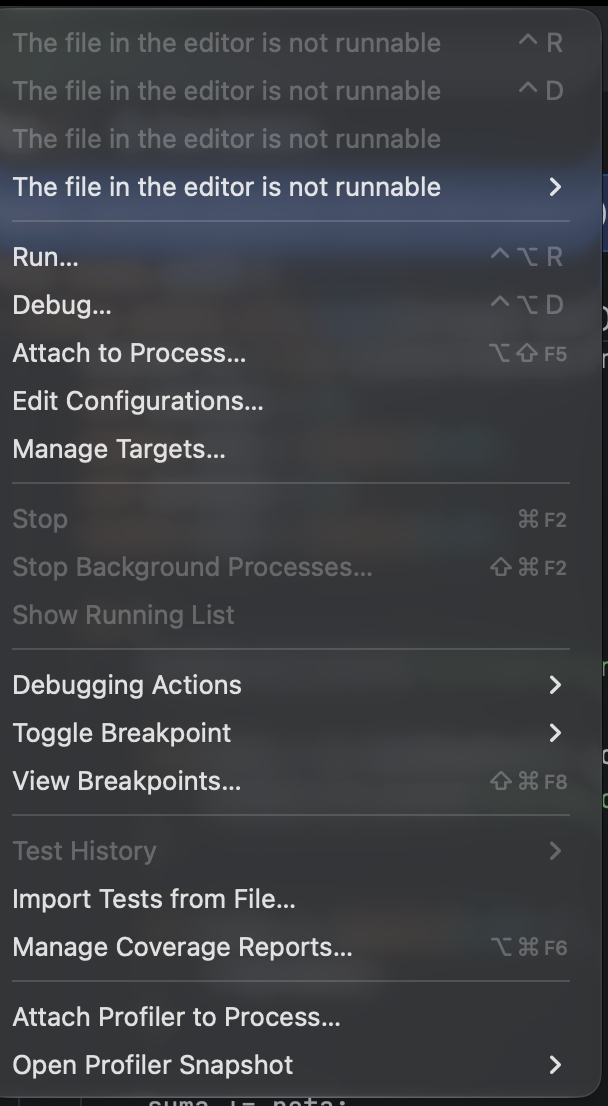 The file in the editor is not runnable ⌃ R
The file in the editor is not runnable ⌃ D
The file in the editor is not runnable
The file in the editor is not runnable >
Run... ⌃⌥ R
Debug... ⌃⌥ D
Attach to Process... ⌥⇧ F5
Edit Configurations...
Manage Targets...
Stop ⌘ F2
Stop Background Processes... ⇧⌘ F2
Show Running List
Debugging Actions >
Toggle Breakpoint >
View Breakpoints... ⇧⌘ F8
Test History >
Import Tests from File...
Manage Coverage Reports... ⌥⌘ F6
Attach Profiler to Process...
Open Profiler Snapshot >